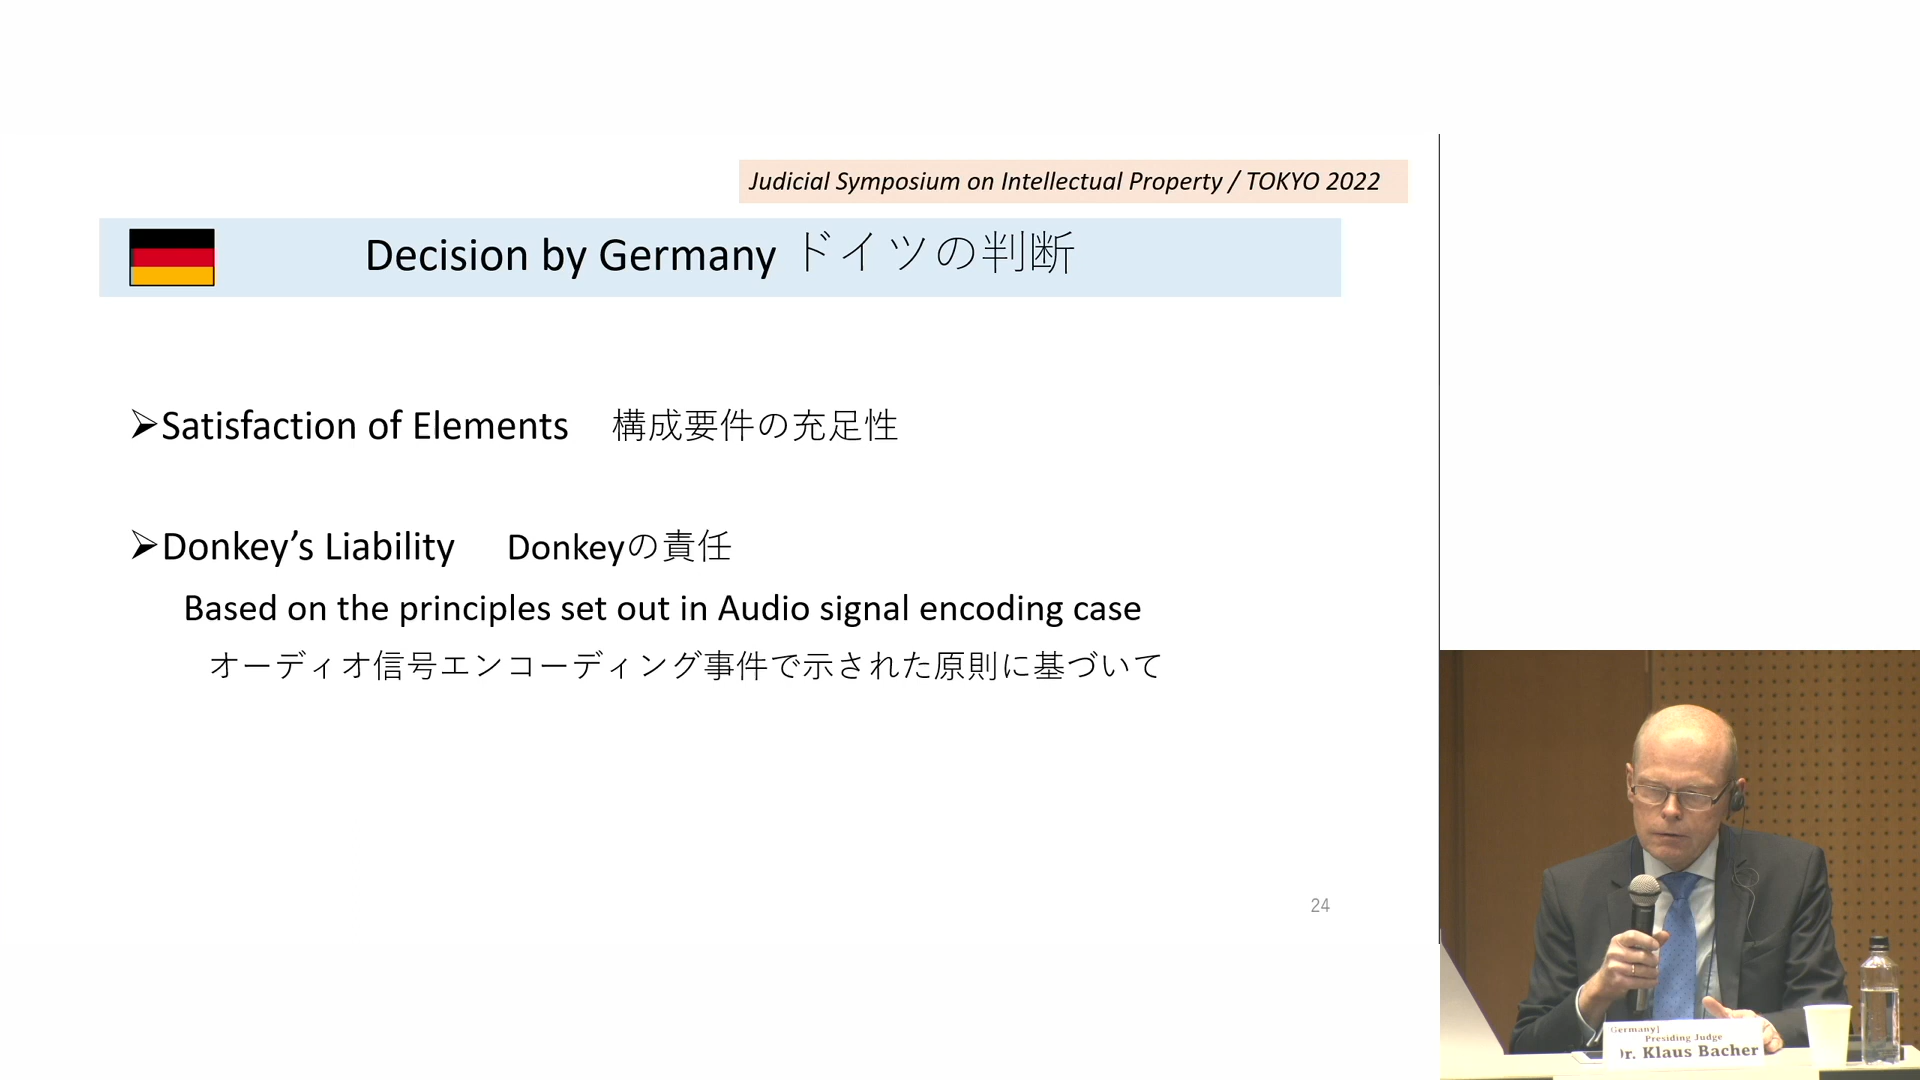 Judicial Symposium on Intellectual Property / TOKYO 2022
Decision by Germany ドイツの判断
➢Satisfaction of Elements 構成要件の充足性
➢Donkey’s Liability Donkeyの責任
Based on the principles set out in Audio signal encoding case
オーディオ信号エンコーディング事件で示された原則に基づいて
24
Germany]
Presiding Judge
Dr. Klaus Bacher